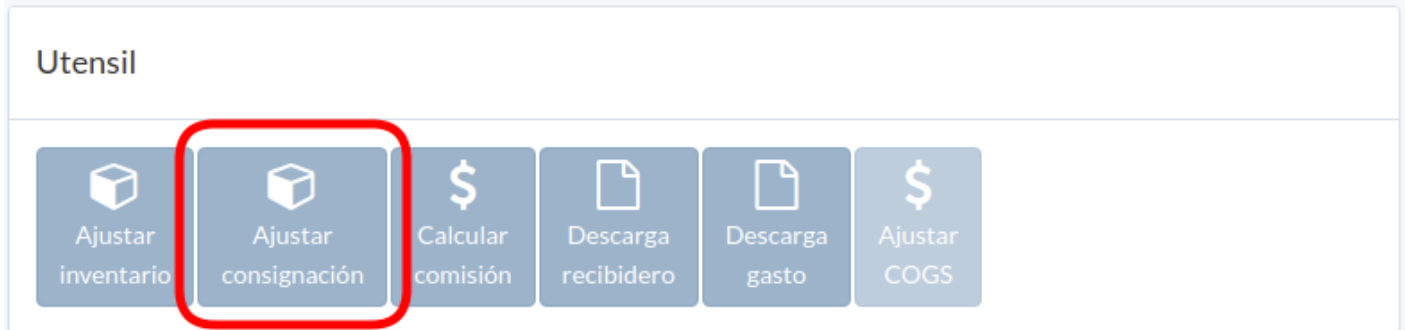 Utensil
Ajustar
inventario
Ajustar
consignación
$
Calcular
comisión
Descarga
recibidero
Descarga
gasto
$
Ajustar
COGS